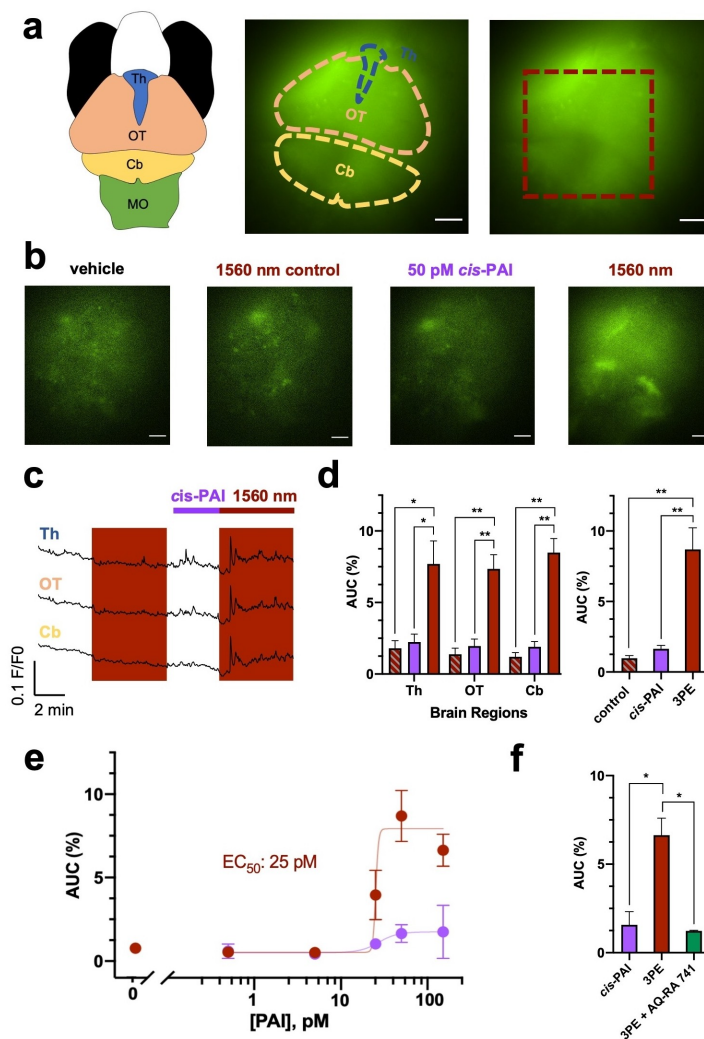 a
Th
OT
Cb
MO
Th
OT
Cb
b
vehicle
1560 nm control
50 pM cis-PAI
1560 nm
c
cis-PAI 1560 nm
Th
OT
Cb
0.1 F/F0
2 min
d
AUC (%)
10
5
0
* * ** ** ** **
Th OT Cb
Brain Regions
AUC (%)
10
5
0
**
**
control cis-PAI 3PE
e
AUC (%)
10
5
0
EC50: 25 pM
0 1 10 100
[PAI], pM
f
AUC (%)
10
5
0
* *
cis-PAI 3PE 3PE + AQ-RA 741